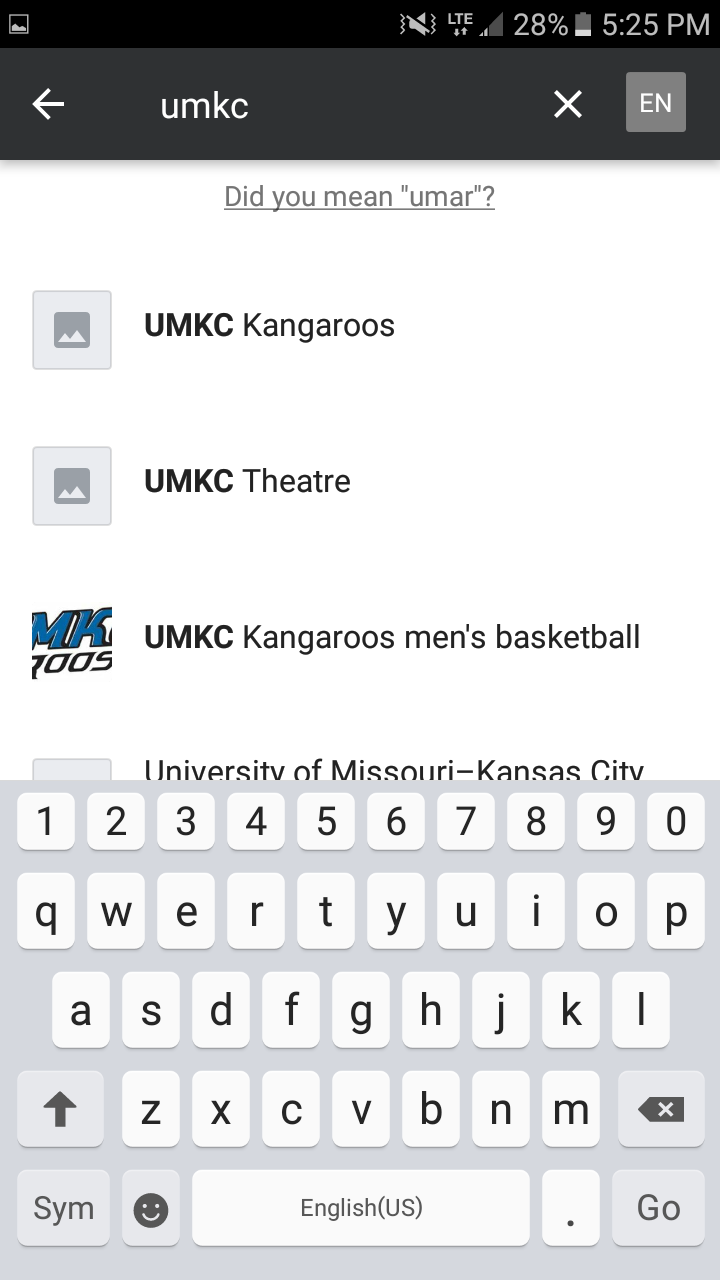 LTE 28% 5:25 PM
umkc EN
Did you mean "umar"?
UMKC Kangaroos
UMKC Theatre
MK
ROOS
UMKC Kangaroos men's basketball
University of Missouri–Kansas City
1 2 3 4 5 6 7 8 9 0
q w e r t y u i o p
a s d f g h j k l
z x c v b n m
Sym English(US) . Go